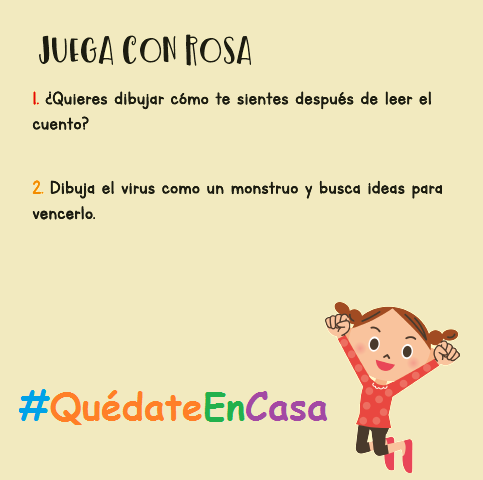 JUEGA CON ROSA
1. ¿Quieres dibujar cómo te sientes después de leer el
cuento?
2. Dibuja el virus como un monstruo y busca ideas para
vencerlo.
#QuédateEnCasa